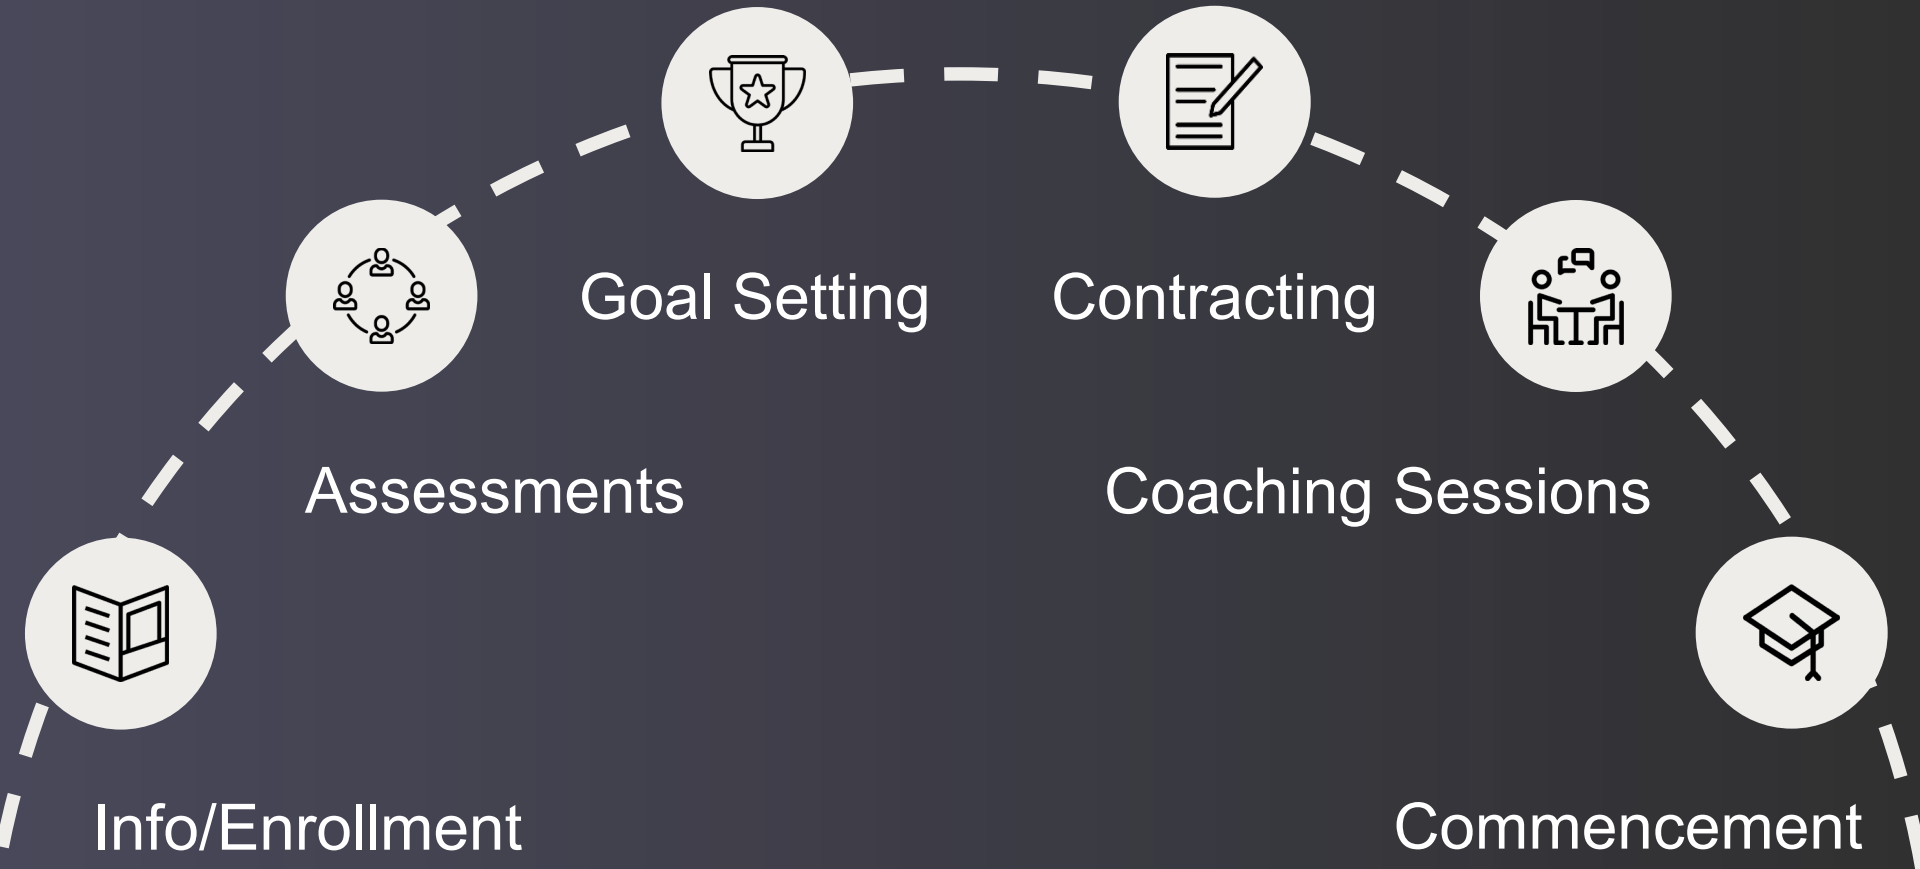 Goal Setting
Contracting
Assessments
Coaching Sessions
Info/Enrollment
Commencement